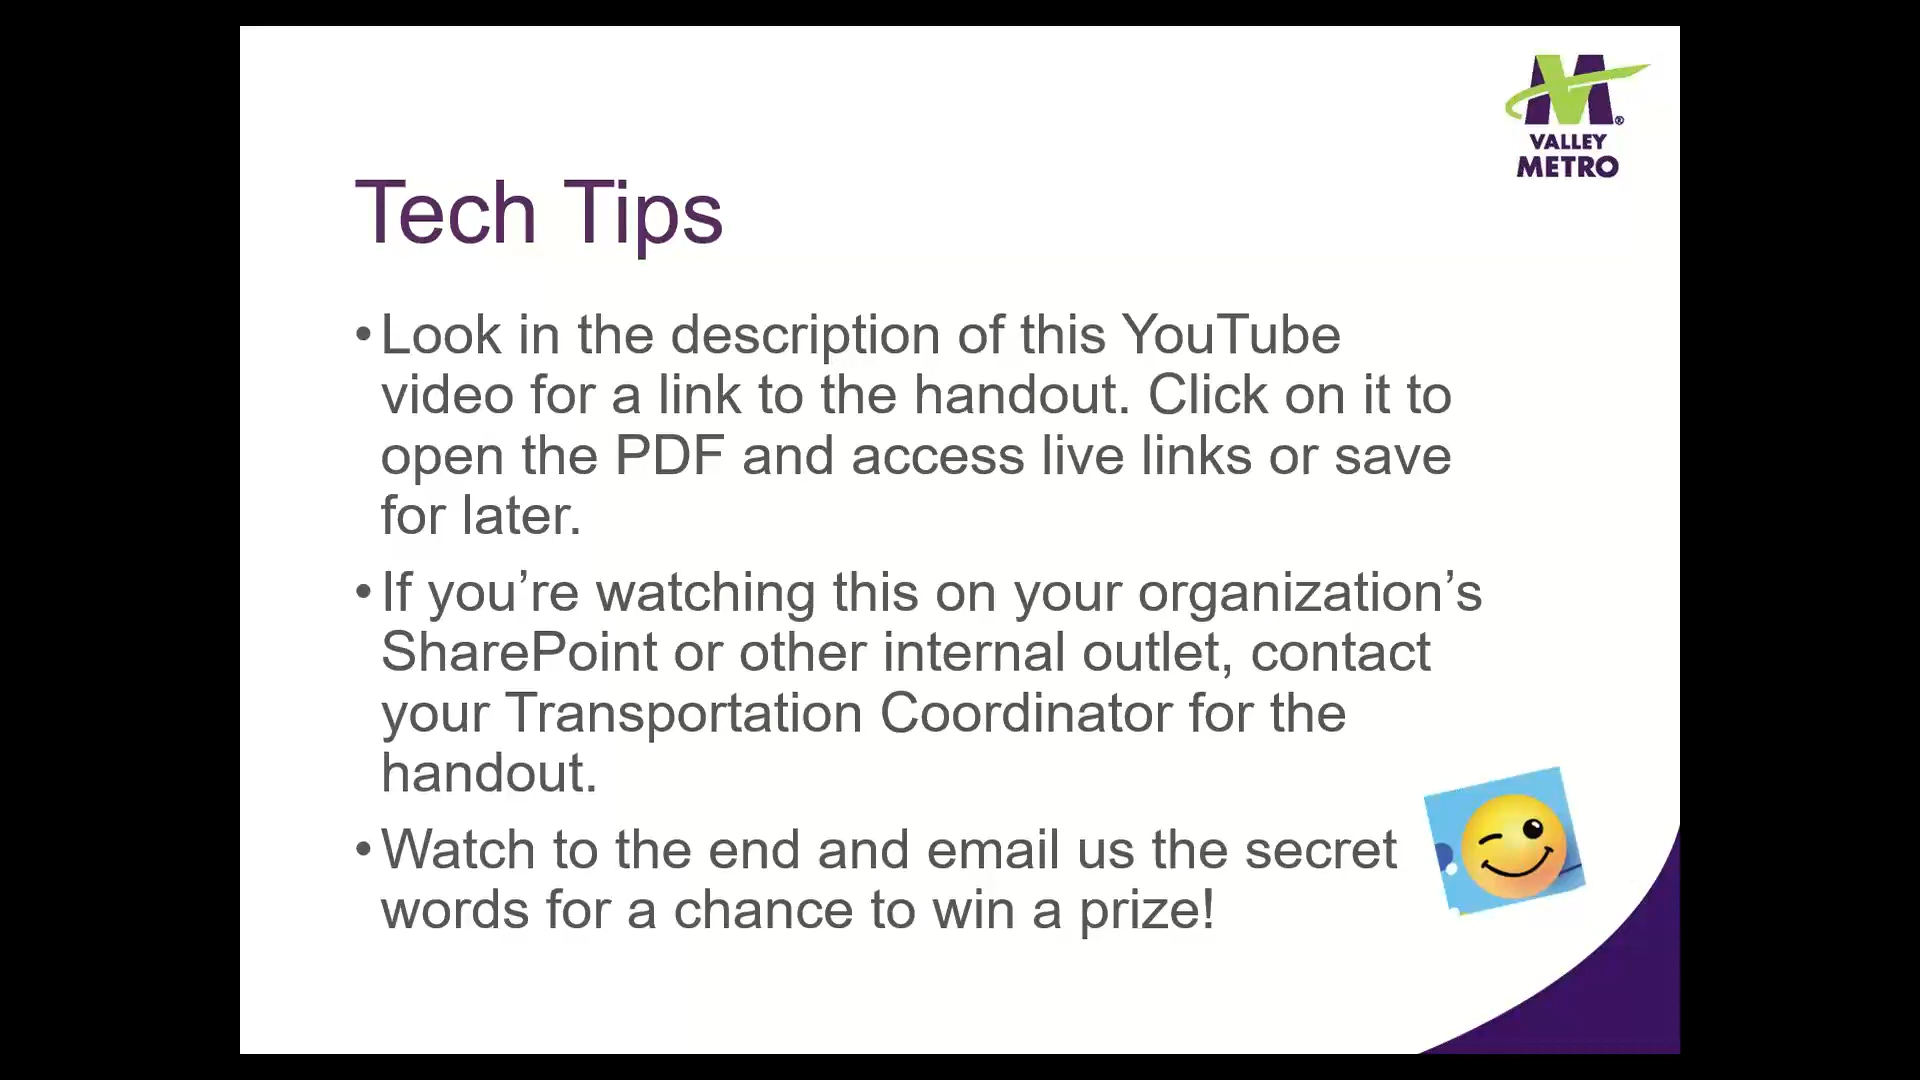 VALLEY
METRO
Tech Tips
•Look in the description of this YouTube
video for a link to the handout. Click on it to
open the PDF and access live links or save
for later.
•If you’re watching this on your organization’s
SharePoint or other internal outlet, contact
your Transportation Coordinator for the
handout.
•Watch to the end and email us the secret
words for a chance to win a prize!